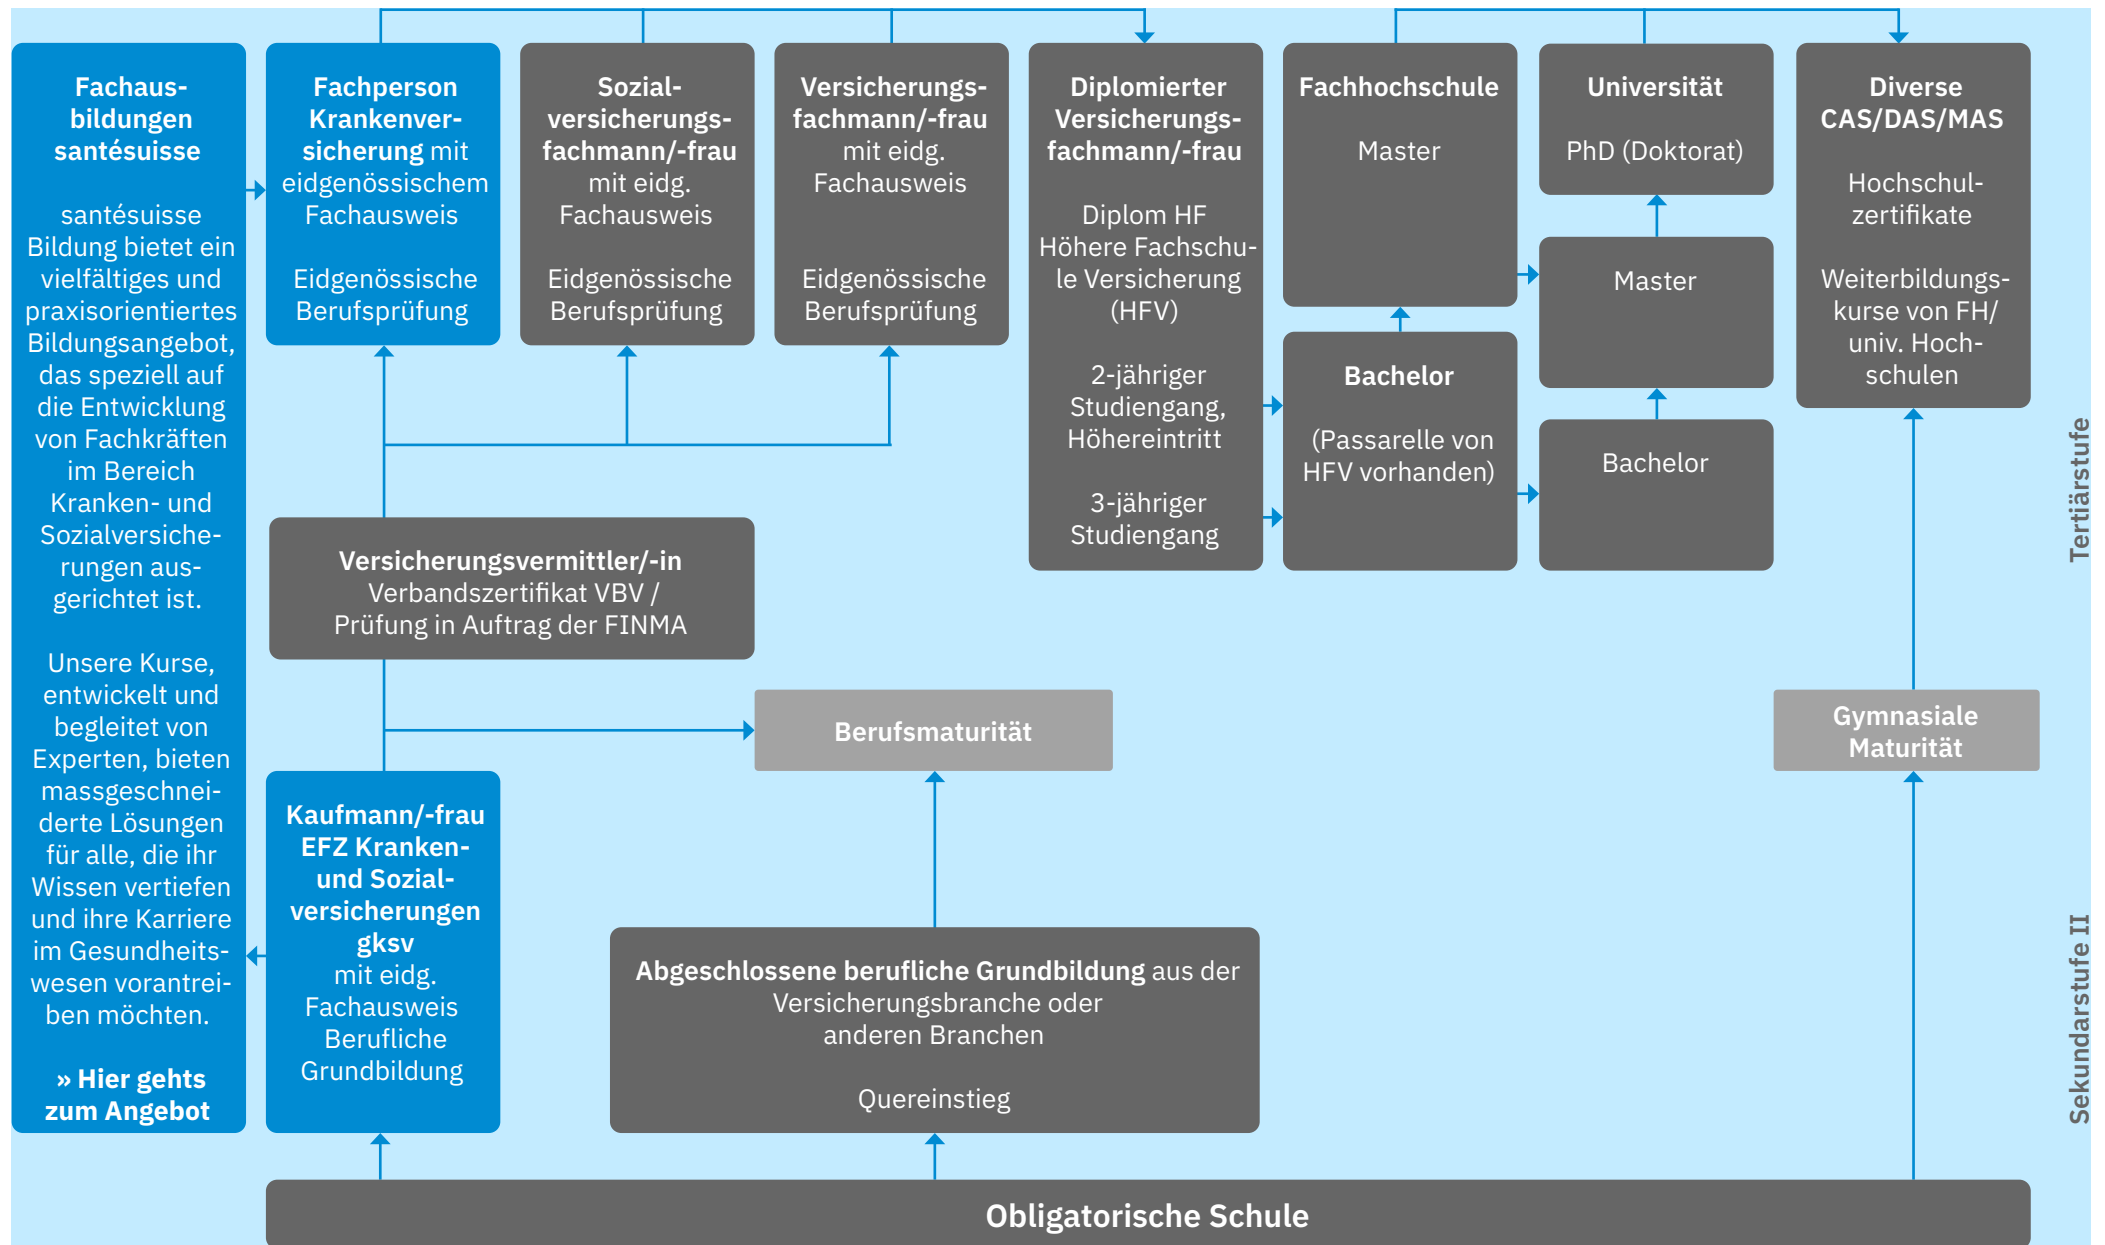 Fachaus-
bildungen
santésuisse
santésuisse
Bildung bietet ein
vielfältiges und
praxisorientiertes
Bildungsangebot,
das speziell auf
die Entwicklung
von Fachkräften
im Bereich
Kranken- und
Sozialversiche-
rungen aus-
gerichtet ist.
Unsere Kurse,
entwickelt und
begleitet von
Experten, bieten
massgeschnei-
derte Lösungen
für alle, die ihr
Wissen vertiefen
und ihre Karriere
im Gesundheits-
wesen vorantrei-
ben möchten.
» Hier gehts
zum Angebot
Fachperson
Krankenver-
sicherung mit
eidgenössischem
Fachausweis
Eidgenössische
Berufsprüfung
Sozial-
versicherungs-
fachmann/-frau
mit eidg.
Fachausweis
Eidgenössische
Berufsprüfung
Versicherungs-
fachmann/-frau
mit eidg.
Fachausweis
Eidgenössische
Berufsprüfung
Diplomierter
Versicherungs-
fachmann/-frau
Diplom HF
Höhere Fachschu-
le Versicherung
(HFV)
2-jähriger
Studiengang,
Höhereintritt
3-jähriger
Studiengang
Fachhochschule
Master
Bachelor
(Passarelle von
HFV vorhanden)
Universität
PhD (Doktorat)
Master
Bachelor
Diverse
CAS/DAS/MAS
Hochschul-
zertifikate
Weiterbildungs-
kurse von FH/
univ. Hoch-
schulen
Tertiärstufe
Versicherungsvermittler/-in
Verbandszertifikat VBV /
Prüfung in Auftrag der FINMA
Berufsmaturität
Gymnasiale
Maturität
Kaufmann/-frau
EFZ Kranken-
und Sozial-
versicherungen
gksv
mit eidg.
Fachausweis
Berufliche
Grundbildung
Abgeschlossene berufliche Grundbildung aus der
Versicherungsbranche oder
anderen Branchen
Quereinstieg
Sekundarstufe II
Obligatorische Schule